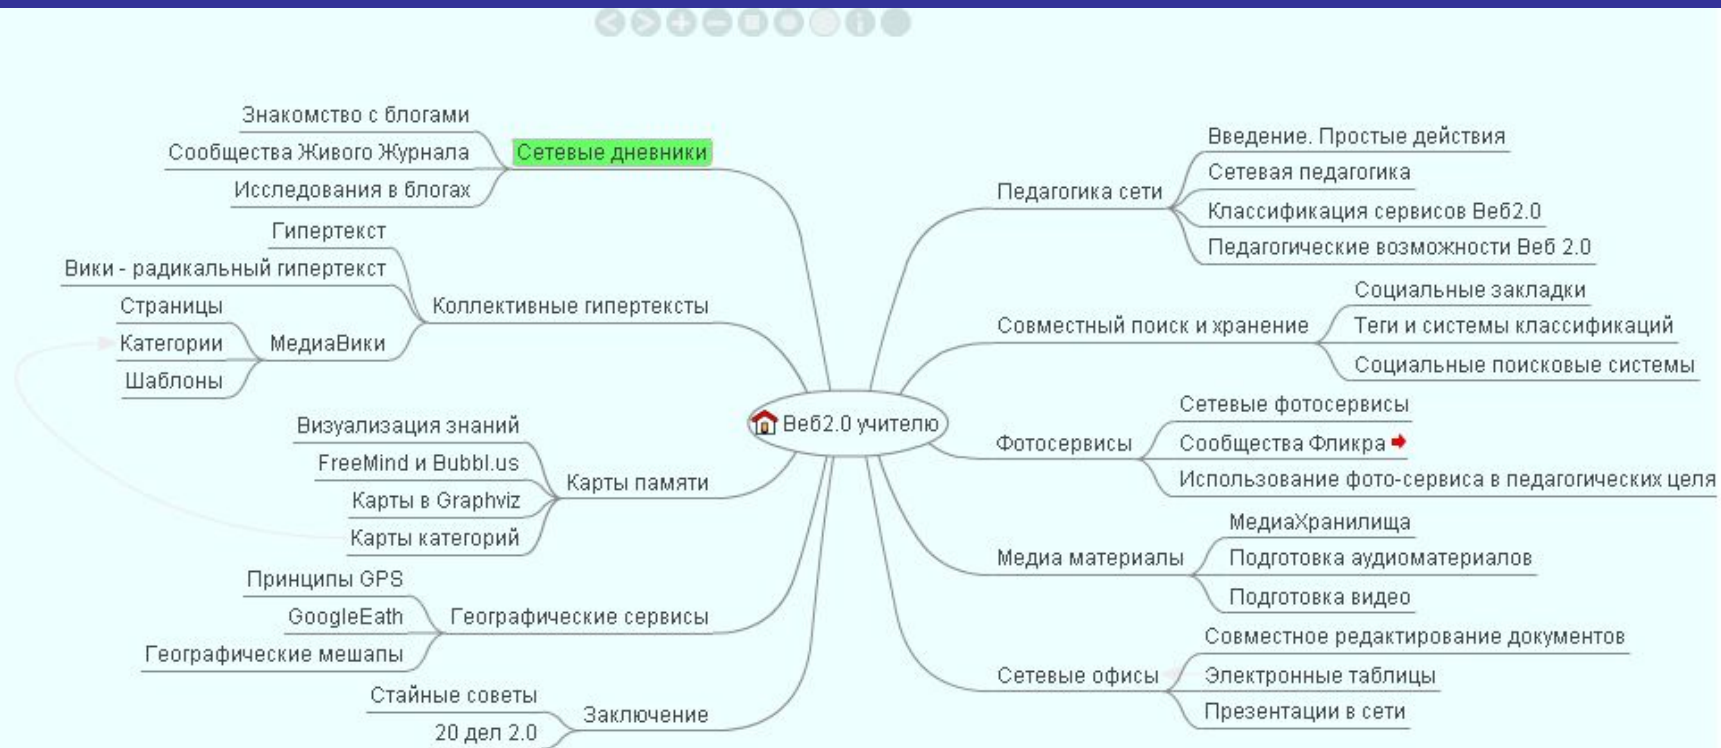 Знакомство с блогами
Сообщества Живого Журнала
Исследования в блогах
Сетевые дневники
Гипертекст
Вики - радикальный гипертекст
Страницы
Категории
Шаблоны
МедиаВики
Коллективные гипертексты
Визуализация знаний
FreeMind и Bubbl.us
Карты в Graphviz
Карты категорий
Карты памяти
Принципы GPS
GoogleEath
Географические мешапы
Географические сервисы
Стайные советы
20 дел 2.0
Заключение
Веб2.0 учителю
Педагогика сети
Введение. Простые действия
Сетевая педагогика
Классификация сервисов Веб2.0
Педагогические возможности Веб 2.0
Совместный поиск и хранение
Социальные закладки
Теги и системы классификаций
Социальные поисковые системы
Фотосервисы
Сетевые фотосервисы
Сообщества Фликра
Использование фото-сервиса в педагогических целя
Медиа материалы
МедиаХранилища
Подготовка аудиоматериалов
Подготовка видео
Сетевые офисы
Совместное редактирование документов
Электронные таблицы
Презентации в сети